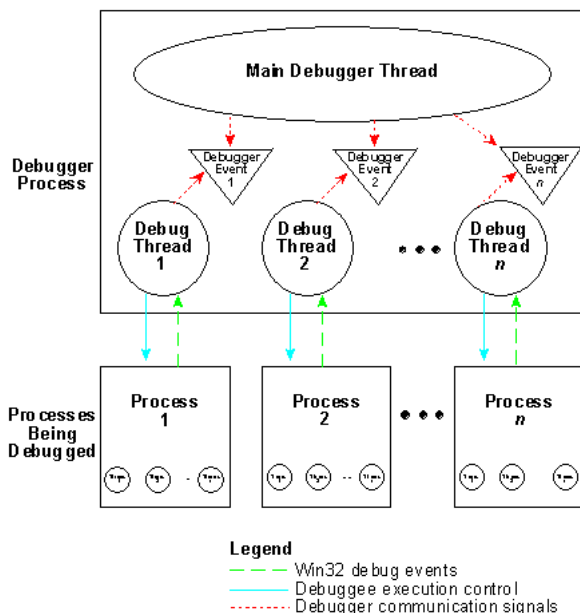 Main Debugger Thread
Debugger
Process
Debugger
Event
1
Debugger
Event
2
Debugger
Event
n
Debug
Thread
1
Debug
Thread
2
Debug
Thread
n
Processes
Being
Debugged
Process
1
Process
2
Process
n
Legend
Win32 debug events
Debuggee execution control
Debugger communication signals